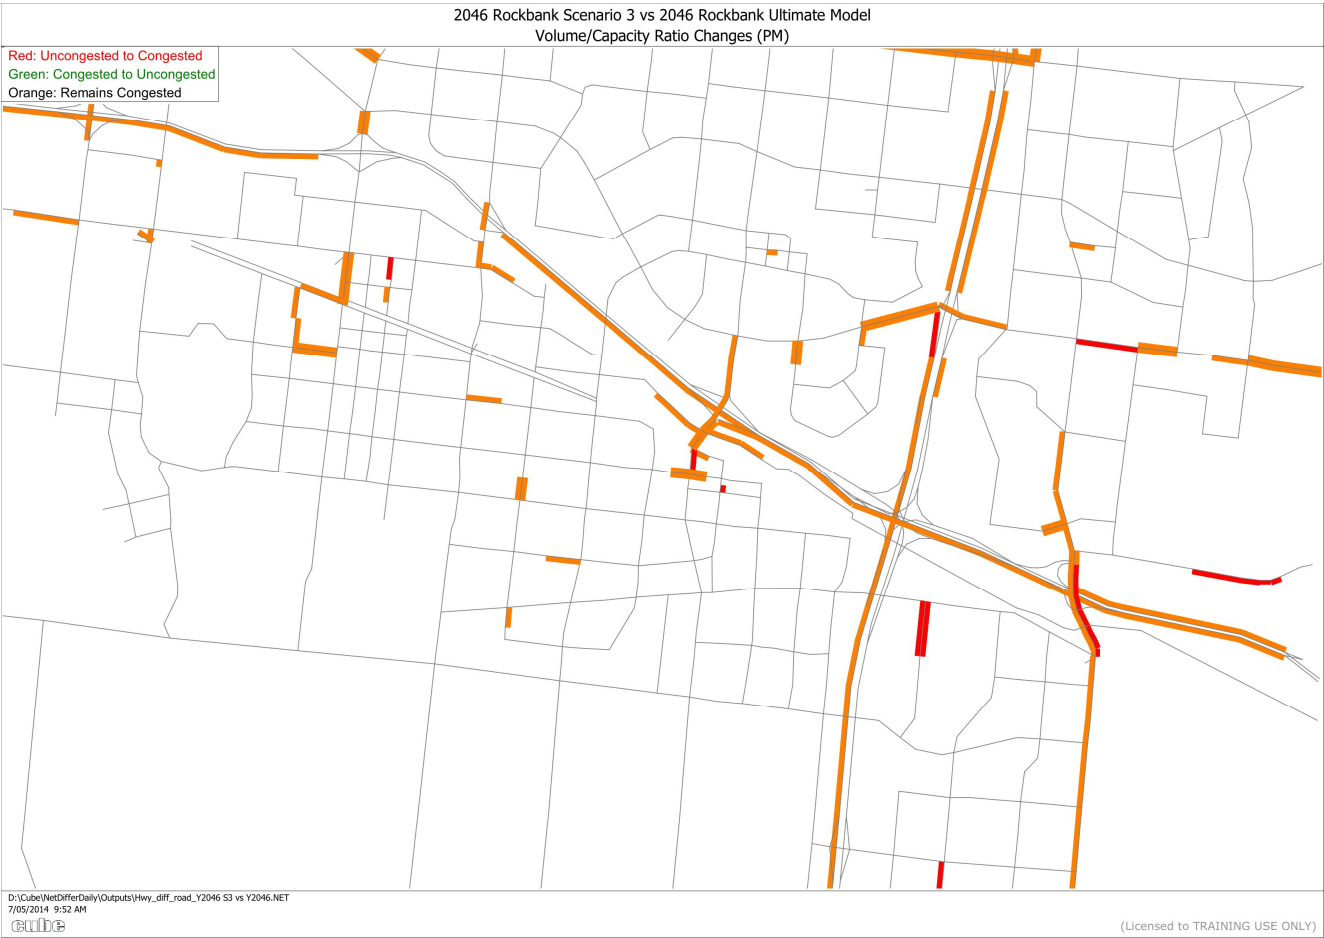 2046 Rockbank Scenario 3 vs 2046 Rockbank Ultimate Model
Volume/Capacity Ratio Changes (PM)
Red: Uncongested to Congested
Green: Congested to Uncongested
Orange: Remains Congested
D:\Cube\NetDifferDaily\Outputs\Hwy_diff_road_Y2046 S3 vs Y2046.NET
7/05/2014 9:52 AM
cube
(Licensed to TRAINING USE ONLY)